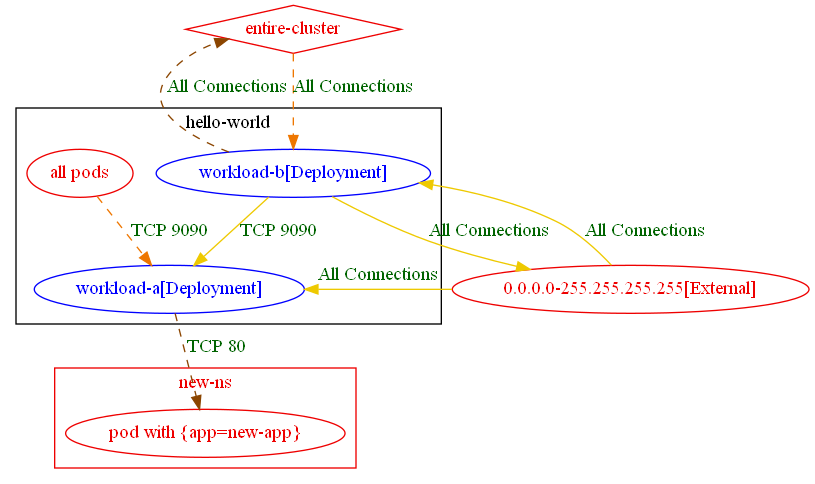 entire-cluster
All Connections
All Connections
hello-world
all pods
workload-b[Deployment]
TCP 9090
TCP 9090
All Connections
All Connections
All Connections
workload-a[Deployment]
0.0.0.0-255.255.255.255[External]
TCP 80
new-ns
pod with {app=new-app}